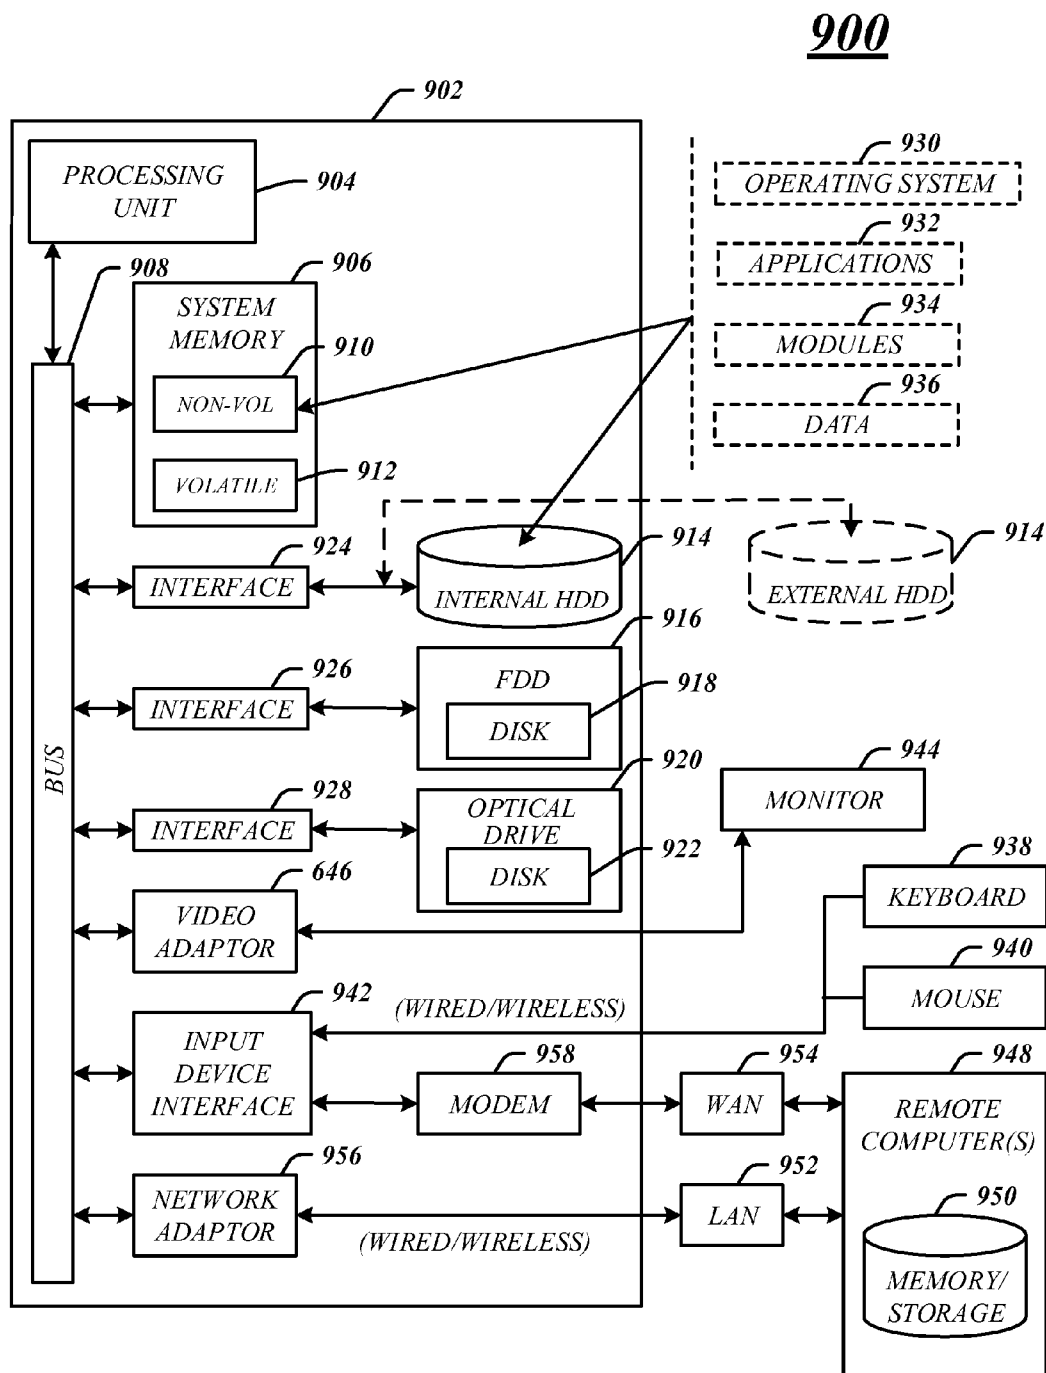 900
902
PROCESSING
UNIT
904
908
906
SYSTEM
MEMORY
910
NON-VOL
VOLATILE
912
930
OPERATING SYSTEM
932
APPLICATIONS
934
MODULES
936
DATA
BUS
924
INTERFACE
914
INTERNAL HDD
914
EXTERNAL HDD
926
INTERFACE
916
FDD
918
DISK
928
INTERFACE
920
OPTICAL
DRIVE
922
DISK
944
MONITOR
646
VIDEO
ADAPTOR
938
KEYBOARD
940
MOUSE
942
INPUT
DEVICE
INTERFACE
(WIRED/WIRELESS)
958
MODEM
954
WAN
948
REMOTE
COMPUTER(S)
956
NETWORK
ADAPTOR
(WIRED/WIRELESS)
952
LAN
950
MEMORY/
STORAGE